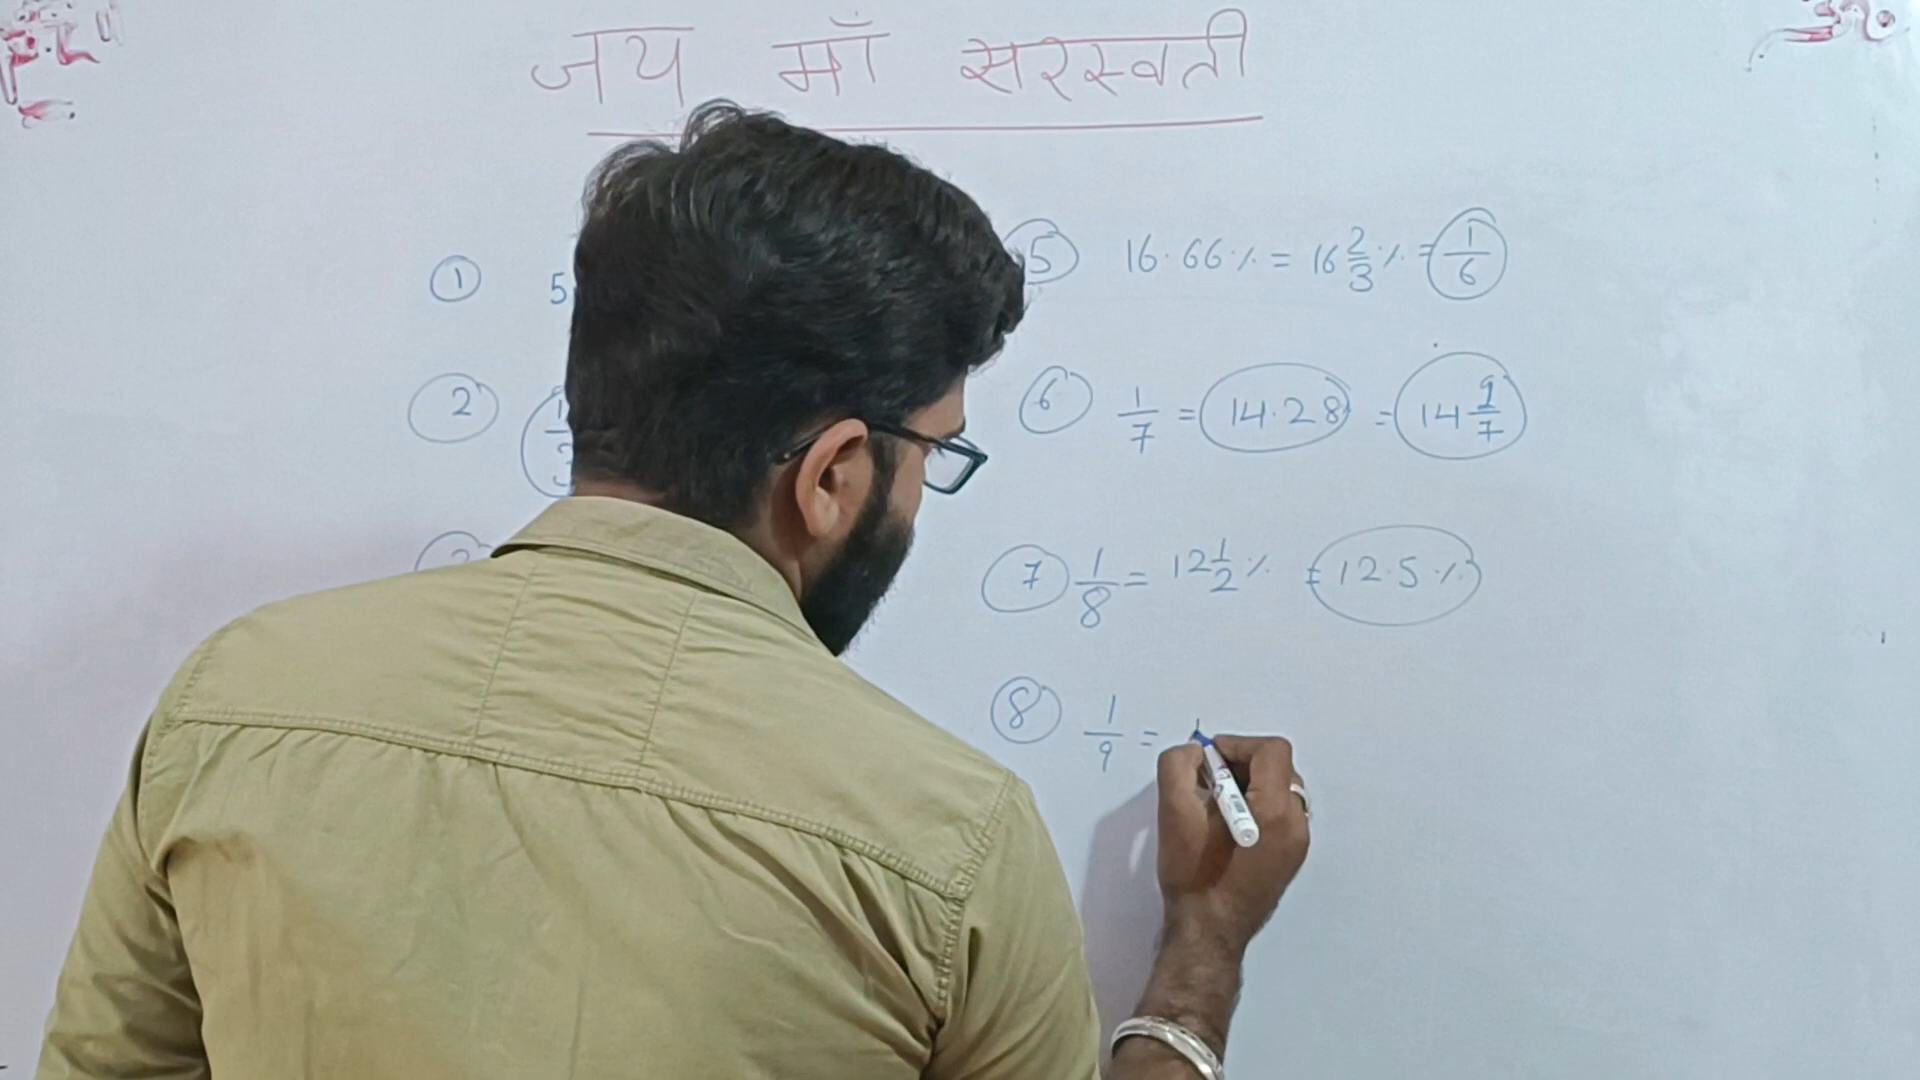 जय माँ सरस्वती
① 5
②
⑤ 16.66% = 16 2/3 % = 1/6
⑥ 1/7 = 14.28 = 14 2/7
⑦ 1/8 = 12 1/2 % = 12.5%
⑧ 1/9 =